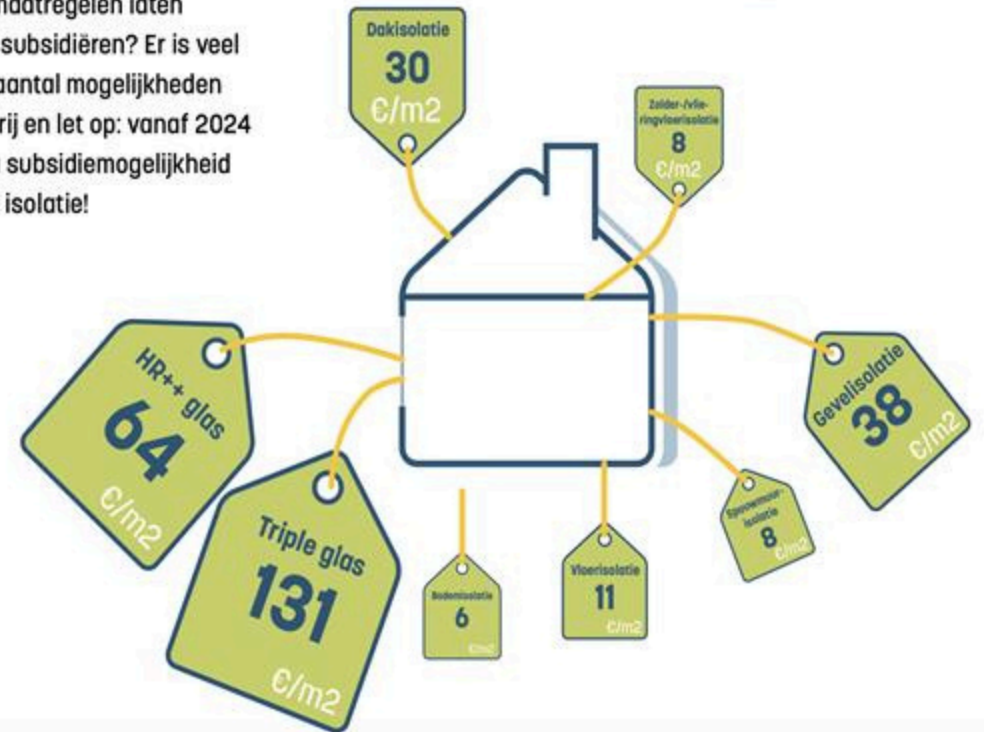 maatregelen laten
subsidiëren? Er is veel
aantal mogelijkheden
rij en let op: vanaf 2024
subsidiemogelijkheid
isolatie!
Dakisolatie
30
€/m2
Zolder-/vlie-
ringvloerisolatie
8
€/m2
HR++ glas
64
€/m2
Triple glas
131
€/m2
Bodemisolatie
6
€/m2
Vloerisolatie
11
€/m2
Spouwmuur-
isolatie
8
€/m2
Gevelisolatie
38
€/m2